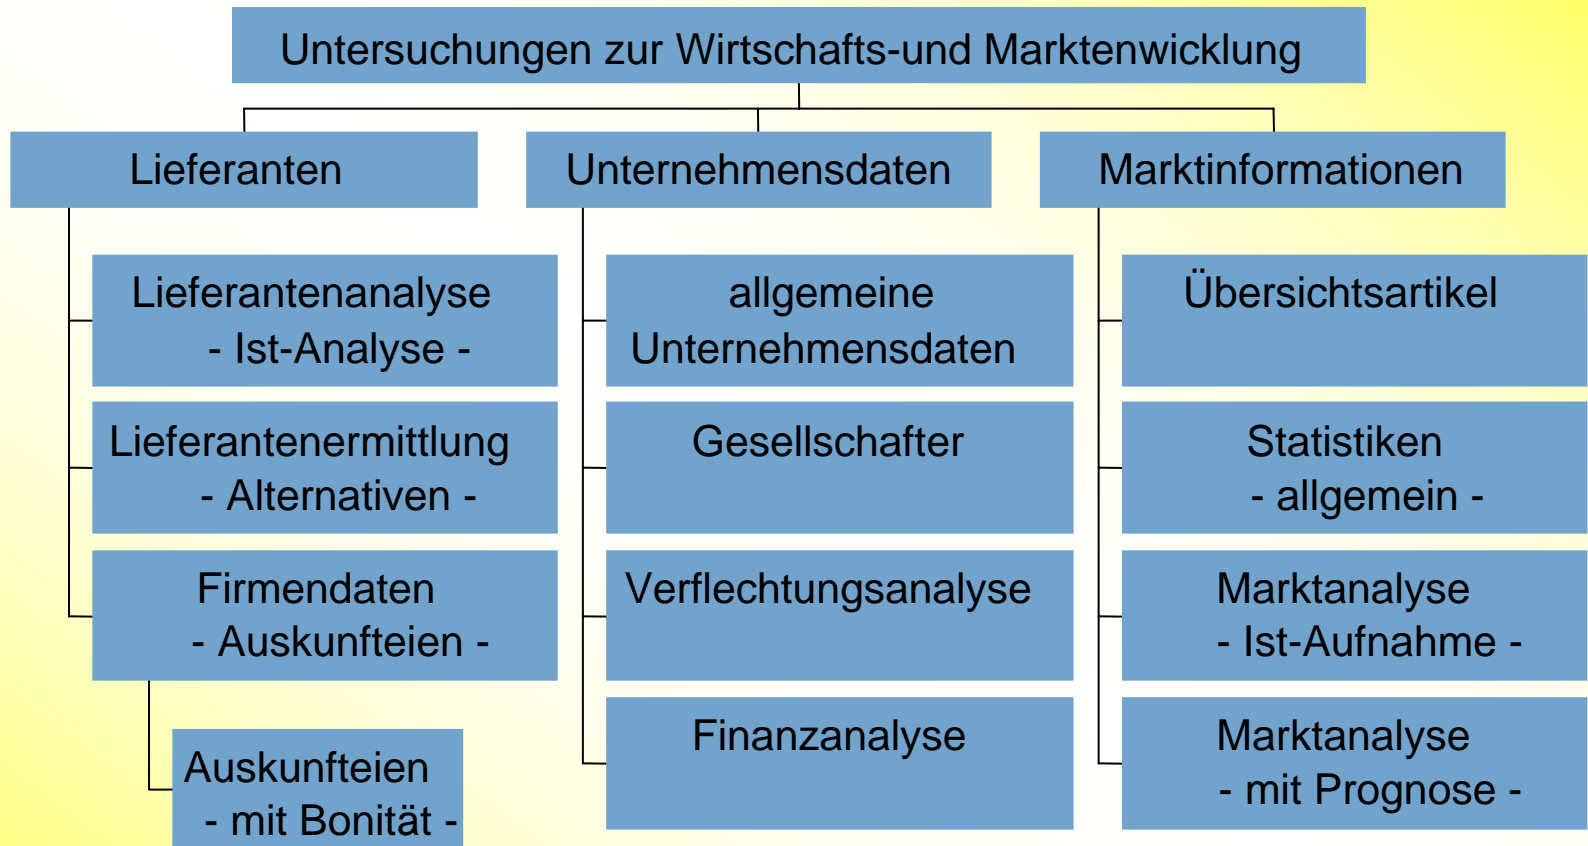 Untersuchungen zur Wirtschafts-und Marktenwicklung
Lieferanten
Unternehmensdaten
Marktinformationen
Lieferantenanalyse
- Ist-Analyse -
Lieferantenermittlung
- Alternativen -
Firmendaten
- Auskunfteien -
Auskunfteien
- mit Bonität -
allgemeine
Unternehmensdaten
Gesellschafter
Verflechtungsanalyse
Finanzanalyse
Übersichtsartikel
Statistiken
- allgemein -
Marktanalyse
- Ist-Aufnahme -
Marktanalyse
- mit Prognose -